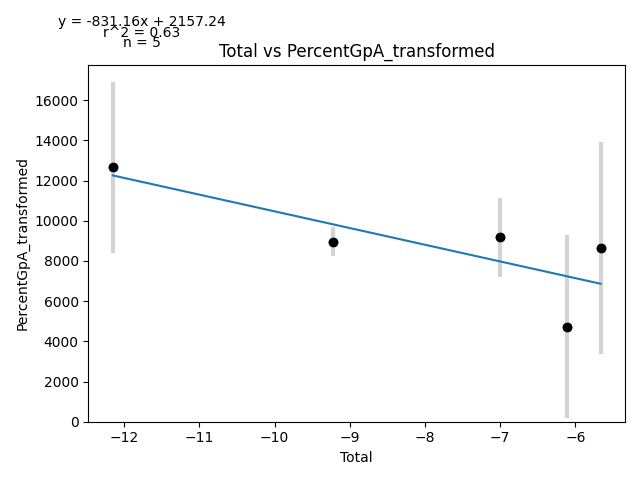 y = -831.16x + 2157.24
r^2 = 0.63
n = 5
Total vs PercentGpA_transformed
PercentGpA_transformed
16000
14000
12000
10000
8000
6000
4000
2000
0
−12 −11 −10 −9 −8 −7 −6
Total